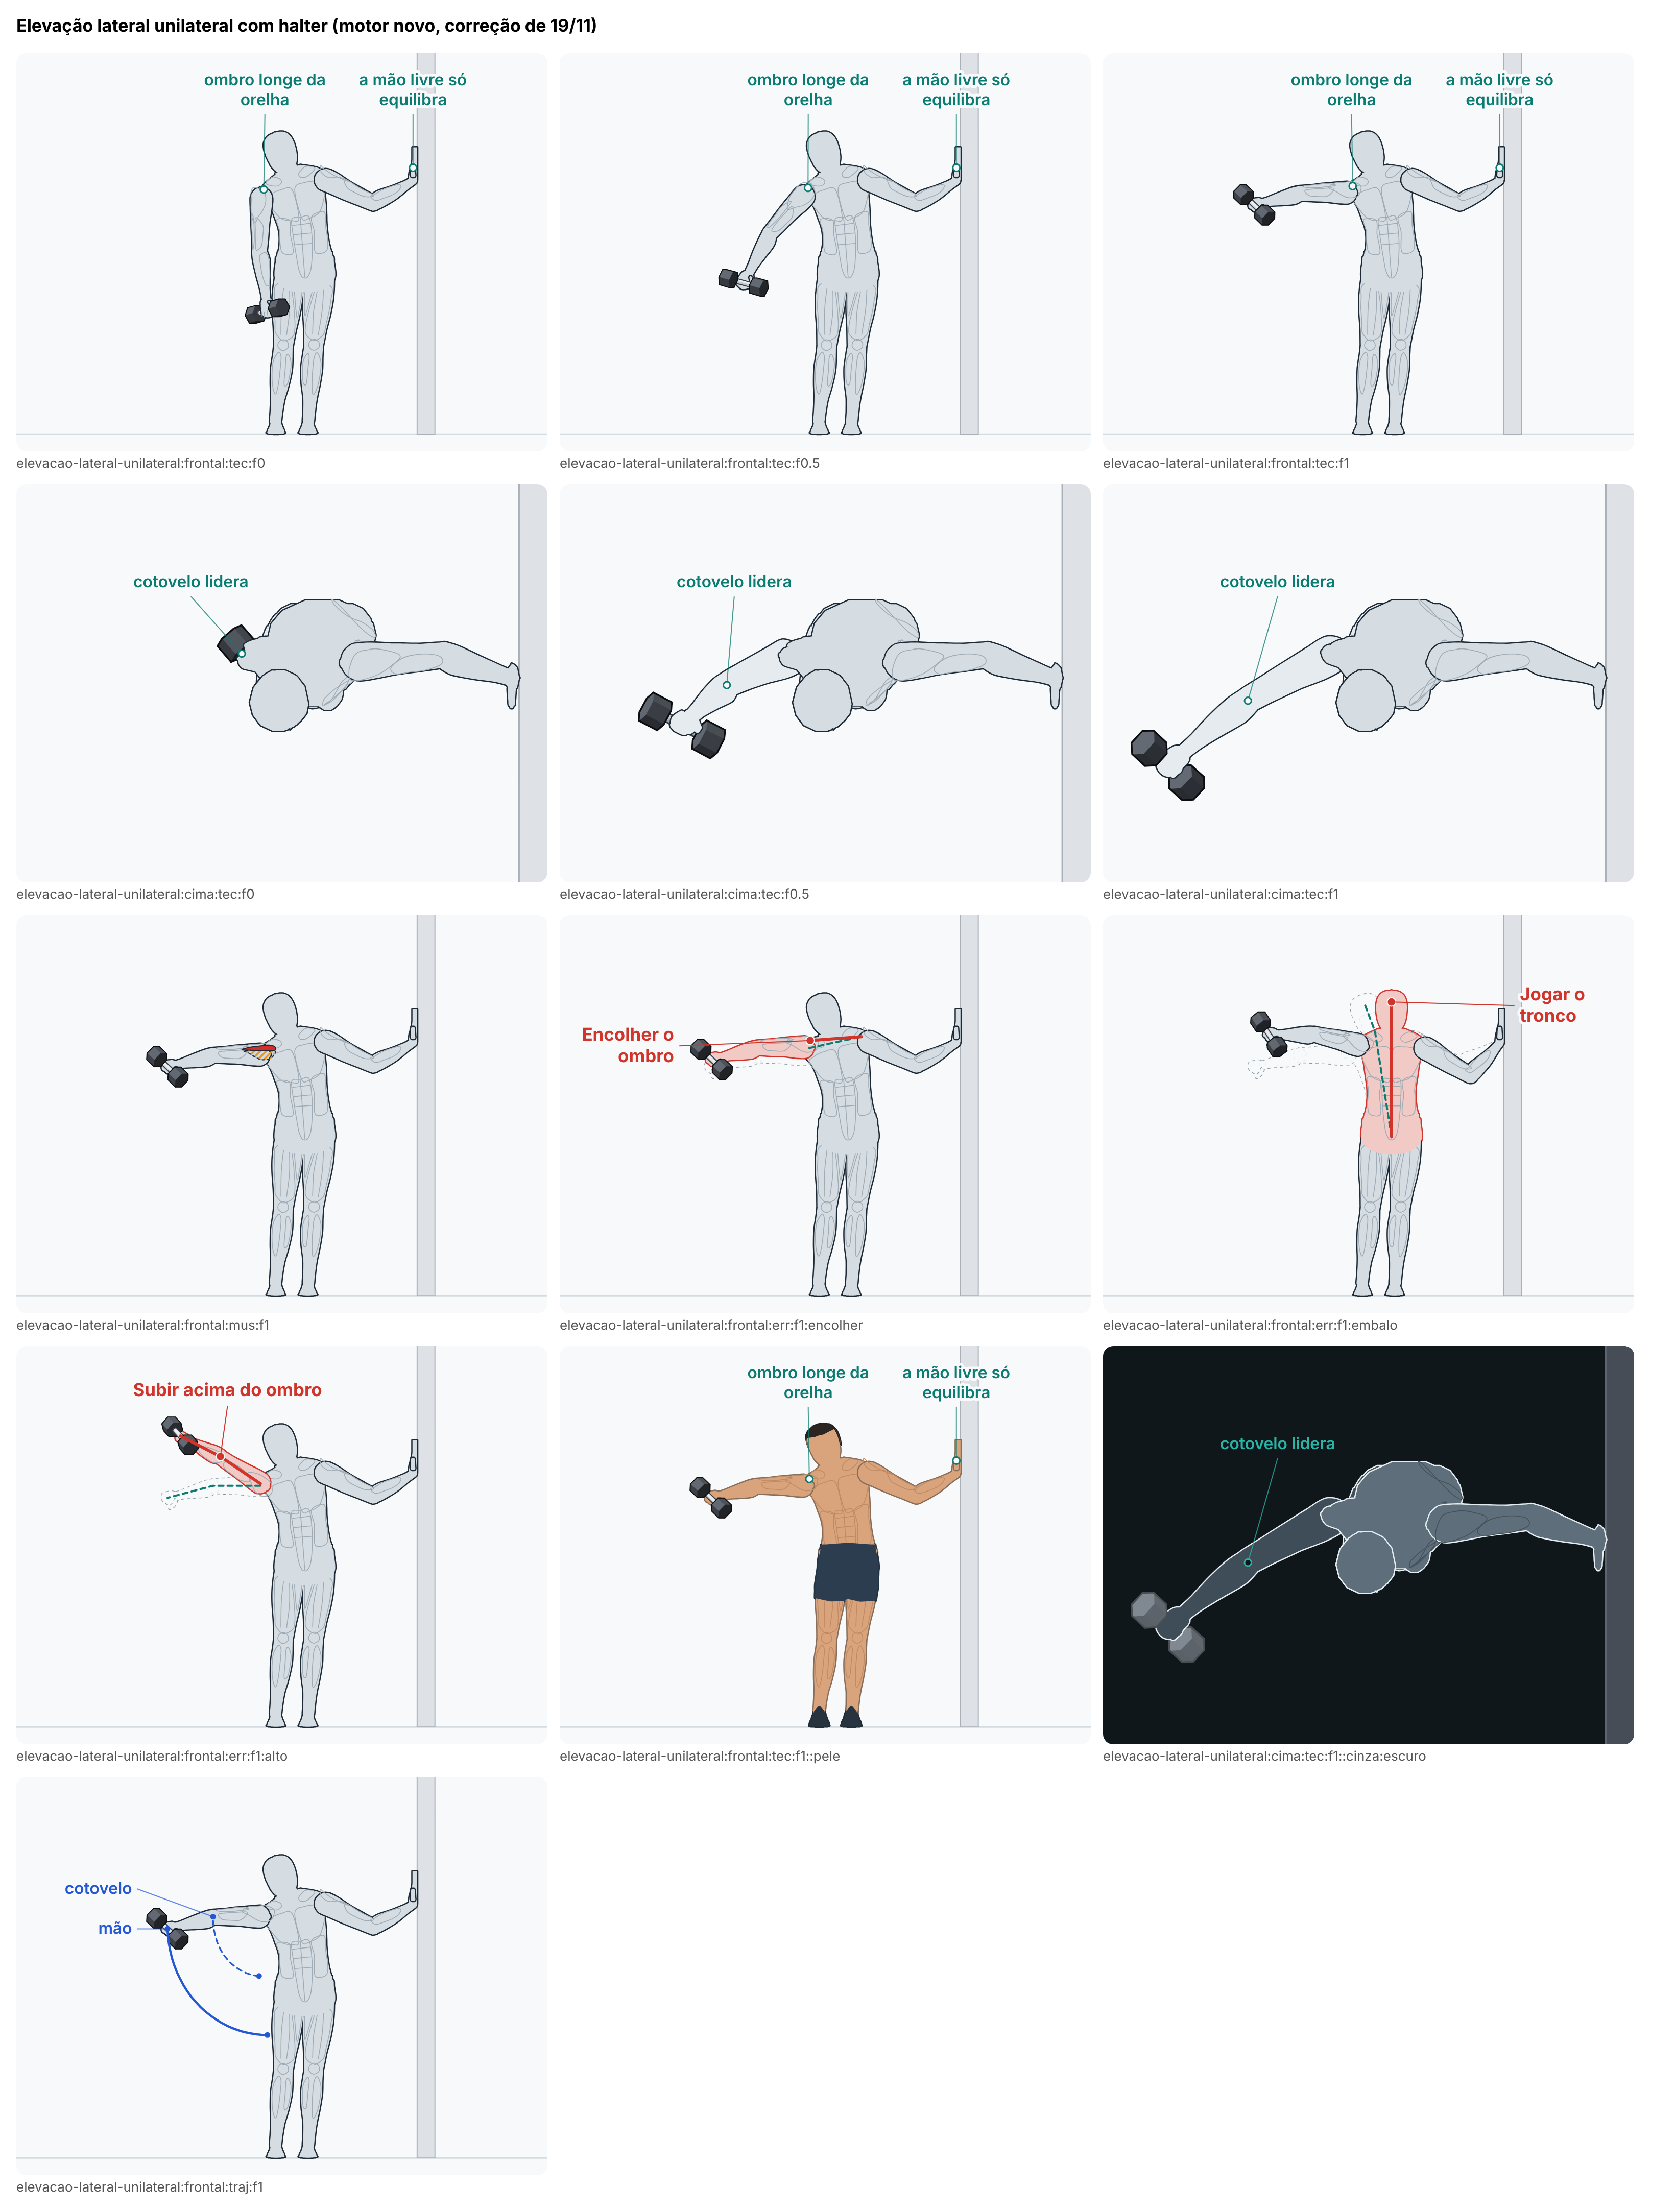 Elevação lateral unilateral com halter (motor novo, correção de 19/11)
ombro longe da
orelha
a mão livre só
equilibra
ombro longe da
orelha
a mão livre só
equilibra
ombro longe da
orelha
a mão livre só
equilibra
elevacao-lateral-unilateral:frontal:tec:f0
elevacao-lateral-unilateral:frontal:tec:f0.5
elevacao-lateral-unilateral:frontal:tec:f1
cotovelo lidera
cotovelo lidera
cotovelo lidera
elevacao-lateral-unilateral:cima:tec:f0
elevacao-lateral-unilateral:cima:tec:f0.5
elevacao-lateral-unilateral:cima:tec:f1
Encolher o
ombro
Jogar o
tronco
elevacao-lateral-unilateral:frontal:mus:f1
elevacao-lateral-unilateral:frontal:err:f1:encolher
elevacao-lateral-unilateral:frontal:err:f1:embalo
Subir acima do ombro
ombro longe da
orelha
a mão livre só
equilibra
cotovelo lidera
elevacao-lateral-unilateral:frontal:err:f1:alto
elevacao-lateral-unilateral:frontal:tec:f1::pele
elevacao-lateral-unilateral:cima:tec:f1::cinza:escuro
cotovelo
mão
elevacao-lateral-unilateral:frontal:traj:f1